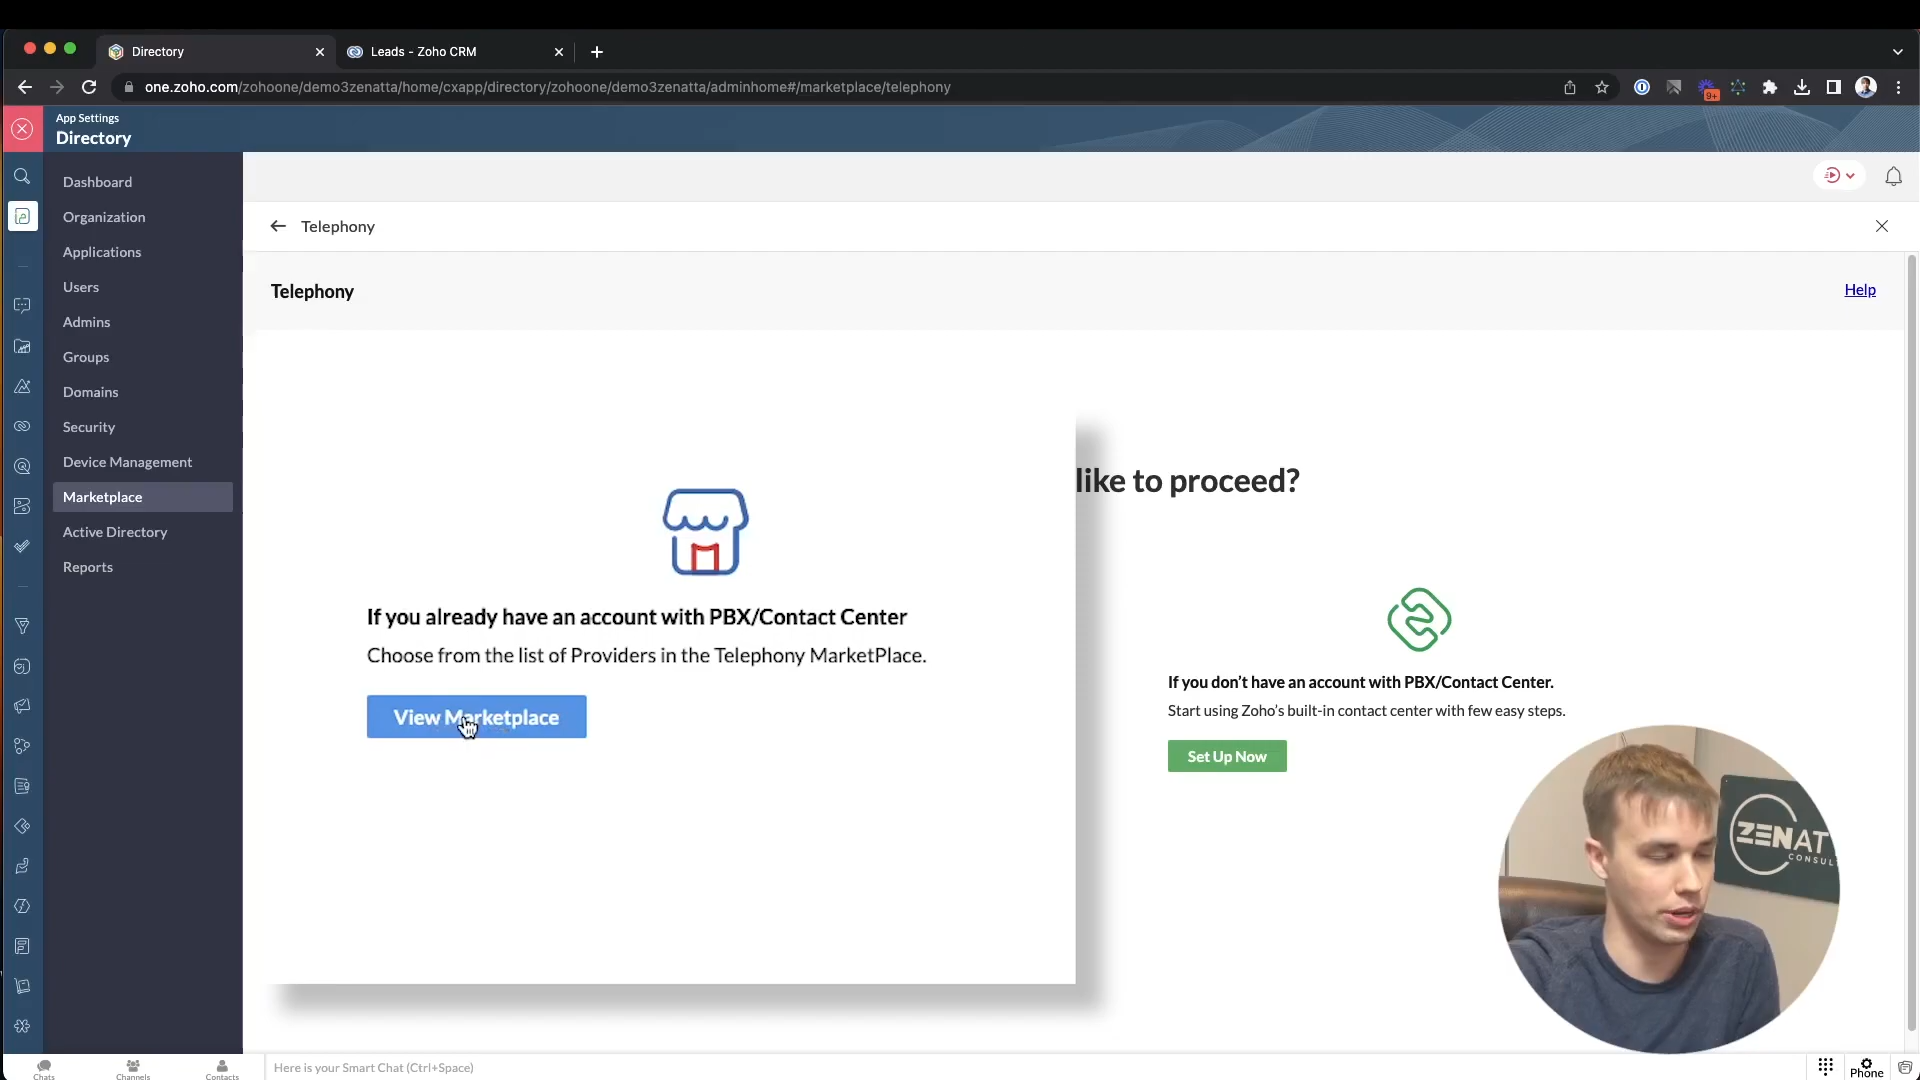 Directory
Leads - Zoho CRM
one.zoho.com/zohoone/demo3zenatta/home/cxapp/directory/zohoone/demo3zenatta/adminhome#/marketplace/telephony
9+
App Settings
Directory
Dashboard
Organization
Applications
Users
Admins
Groups
Domains
Security
Device Management
Marketplace
Active Directory
Reports
Telephony
Telephony
Help
like to proceed?
If you already have an account with PBX/Contact Center
Choose from the list of Providers in the Telephony MarketPlace.
View Marketplace
If you don't have an account with PBX/Contact Center.
Start using Zoho's built-in contact center with few easy steps.
Set Up Now
ZENAT
CONSUL
Chats
Channels
Contacts
Here is your Smart Chat (Ctrl+Space)
Phone